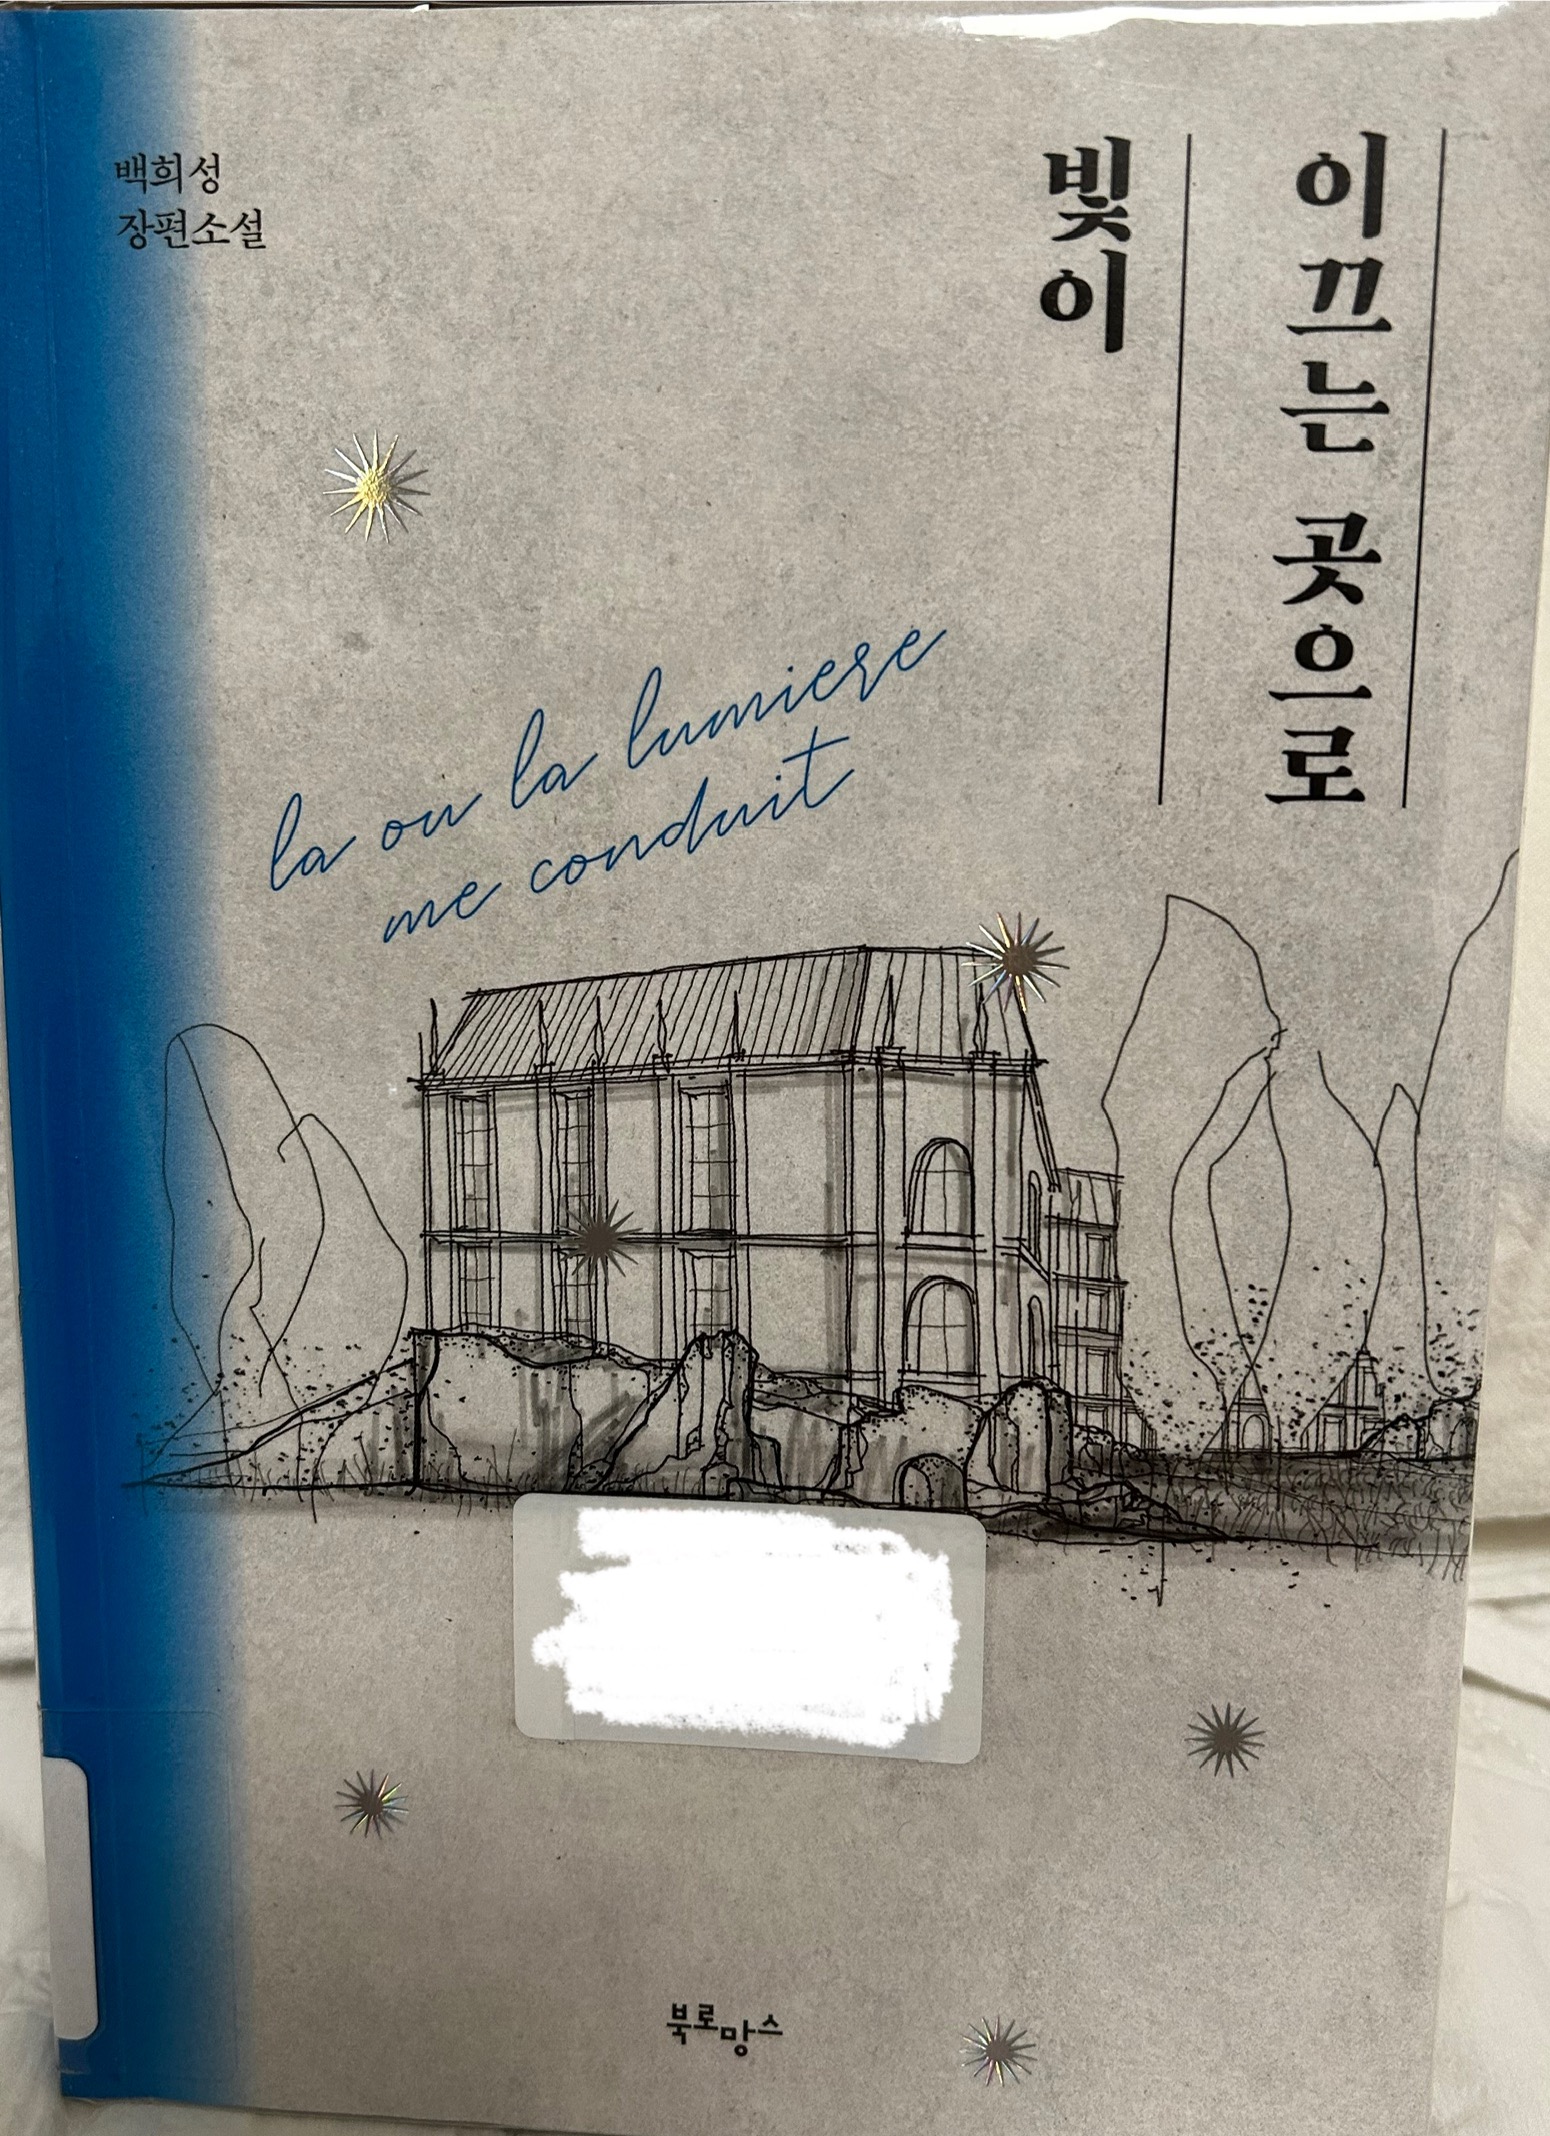 백희성
장편소설
빛이
이끄는 곳으로
la ou la lumiere
me conduit
북로망스